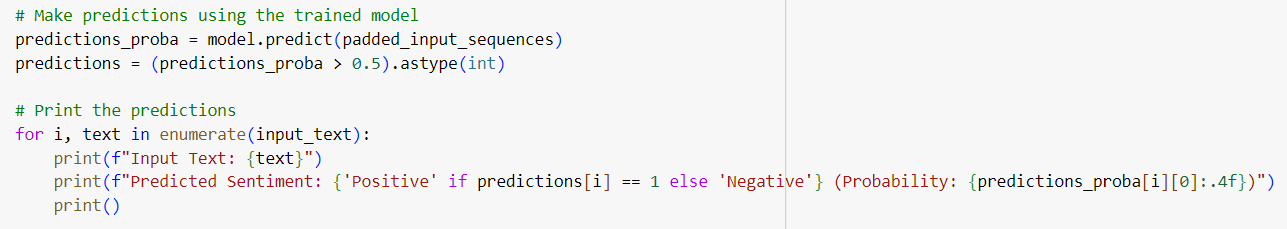 # Make predictions using the trained model
predictions_proba = model.predict(padded_input_sequences)
predictions = (predictions_proba > 0.5).astype(int)

# Print the predictions
for i, text in enumerate(input_text):
    print(f"Input Text: {text}")
    print(f"Predicted Sentiment: {'Positive' if predictions[i] == 1 else 'Negative'} (Probability: {predictions_proba[i][0]:.4f})")
    print()